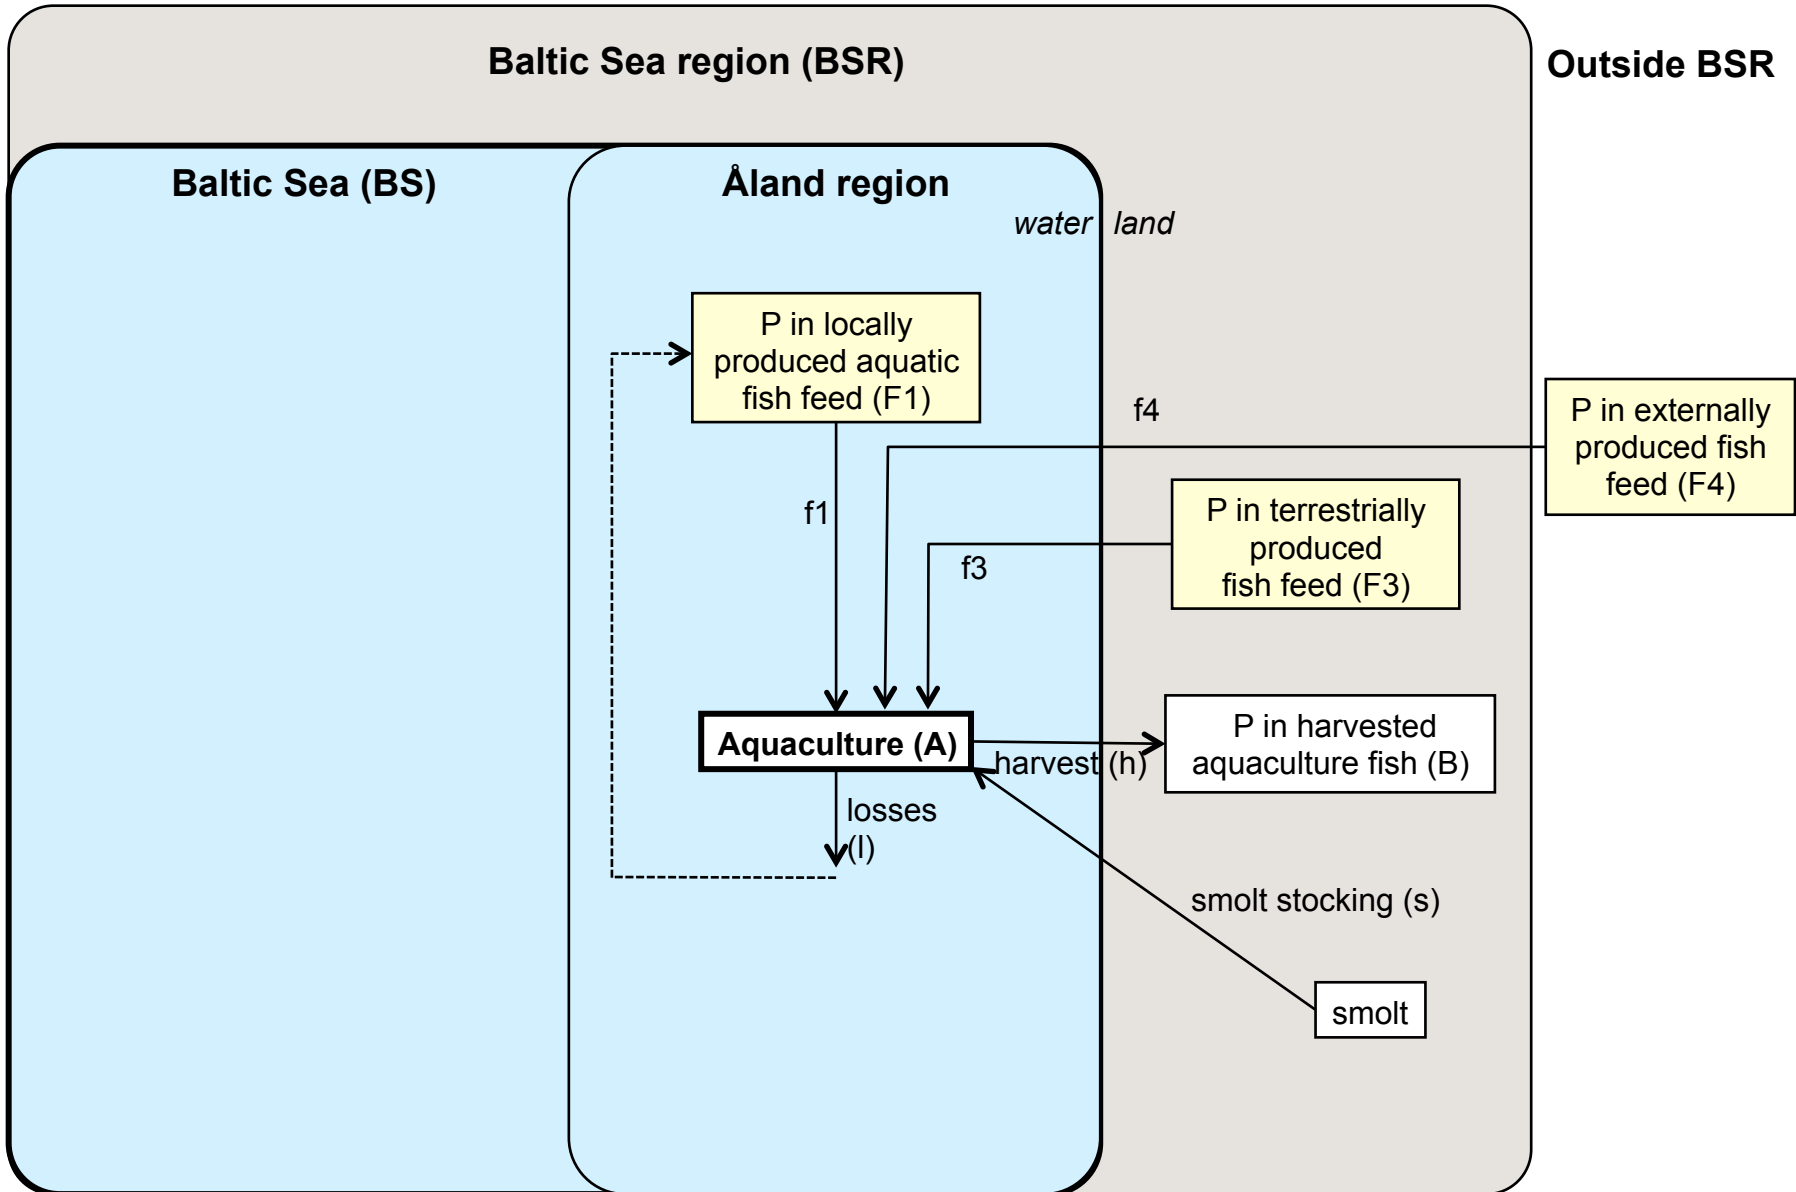 Baltic Sea region (BSR)
Outside BSR
Baltic Sea (BS)
Åland region
water
land
P in locally
produced aquatic
fish feed (F1)
f4
P in externally
produced fish
feed (F4)
f1
P in terrestrially
produced
fish feed (F3)
f3
Aquaculture (A)
harvest (h)
P in harvested
aquaculture fish (B)
losses
(l)
smolt stocking (s)
smolt